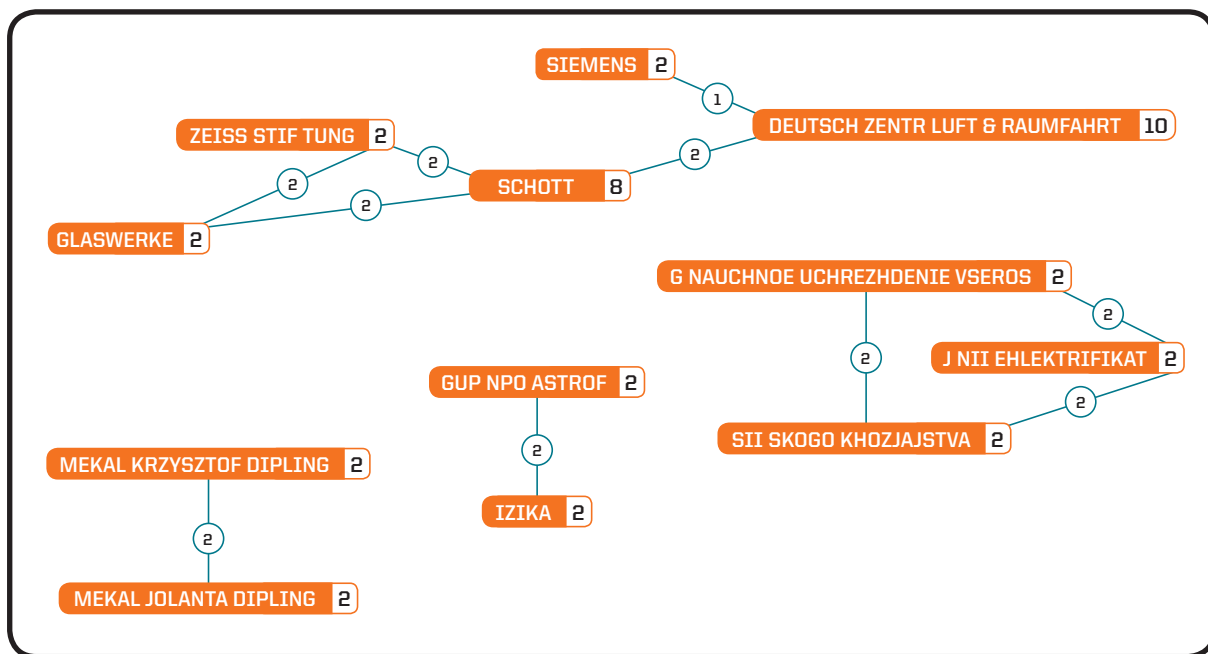 SIEMENS 2
1
DEUTSCH ZENTR LUFT & RAUMFAHRT 10
ZEISS STIF TUNG 2
2
2
2
SCHOTT 8
2
GLASWERKE 2
G NAUCHNOE UCHREZHDENIE VSEROS 2
2
2
J NII EHLEKTRIFIKAT 2
GUP NPO ASTROF 2
2
SII SKOGO KHOZJAJSTVA 2
2
MEKAL KRZYSZTOF DIPLING 2
IZIKA 2
2
MEKAL JOLANTA DIPLING 2